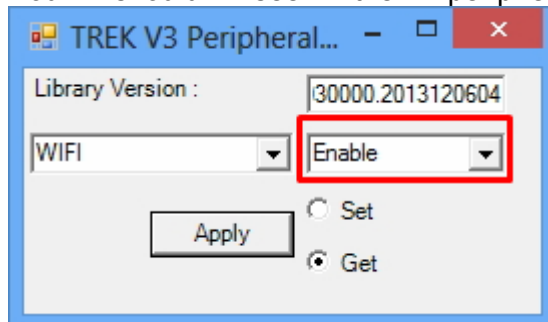 TREK V3 Peripheral...
Library Version : 30000.2013120604
WIFI Enable
Set
Apply
Get